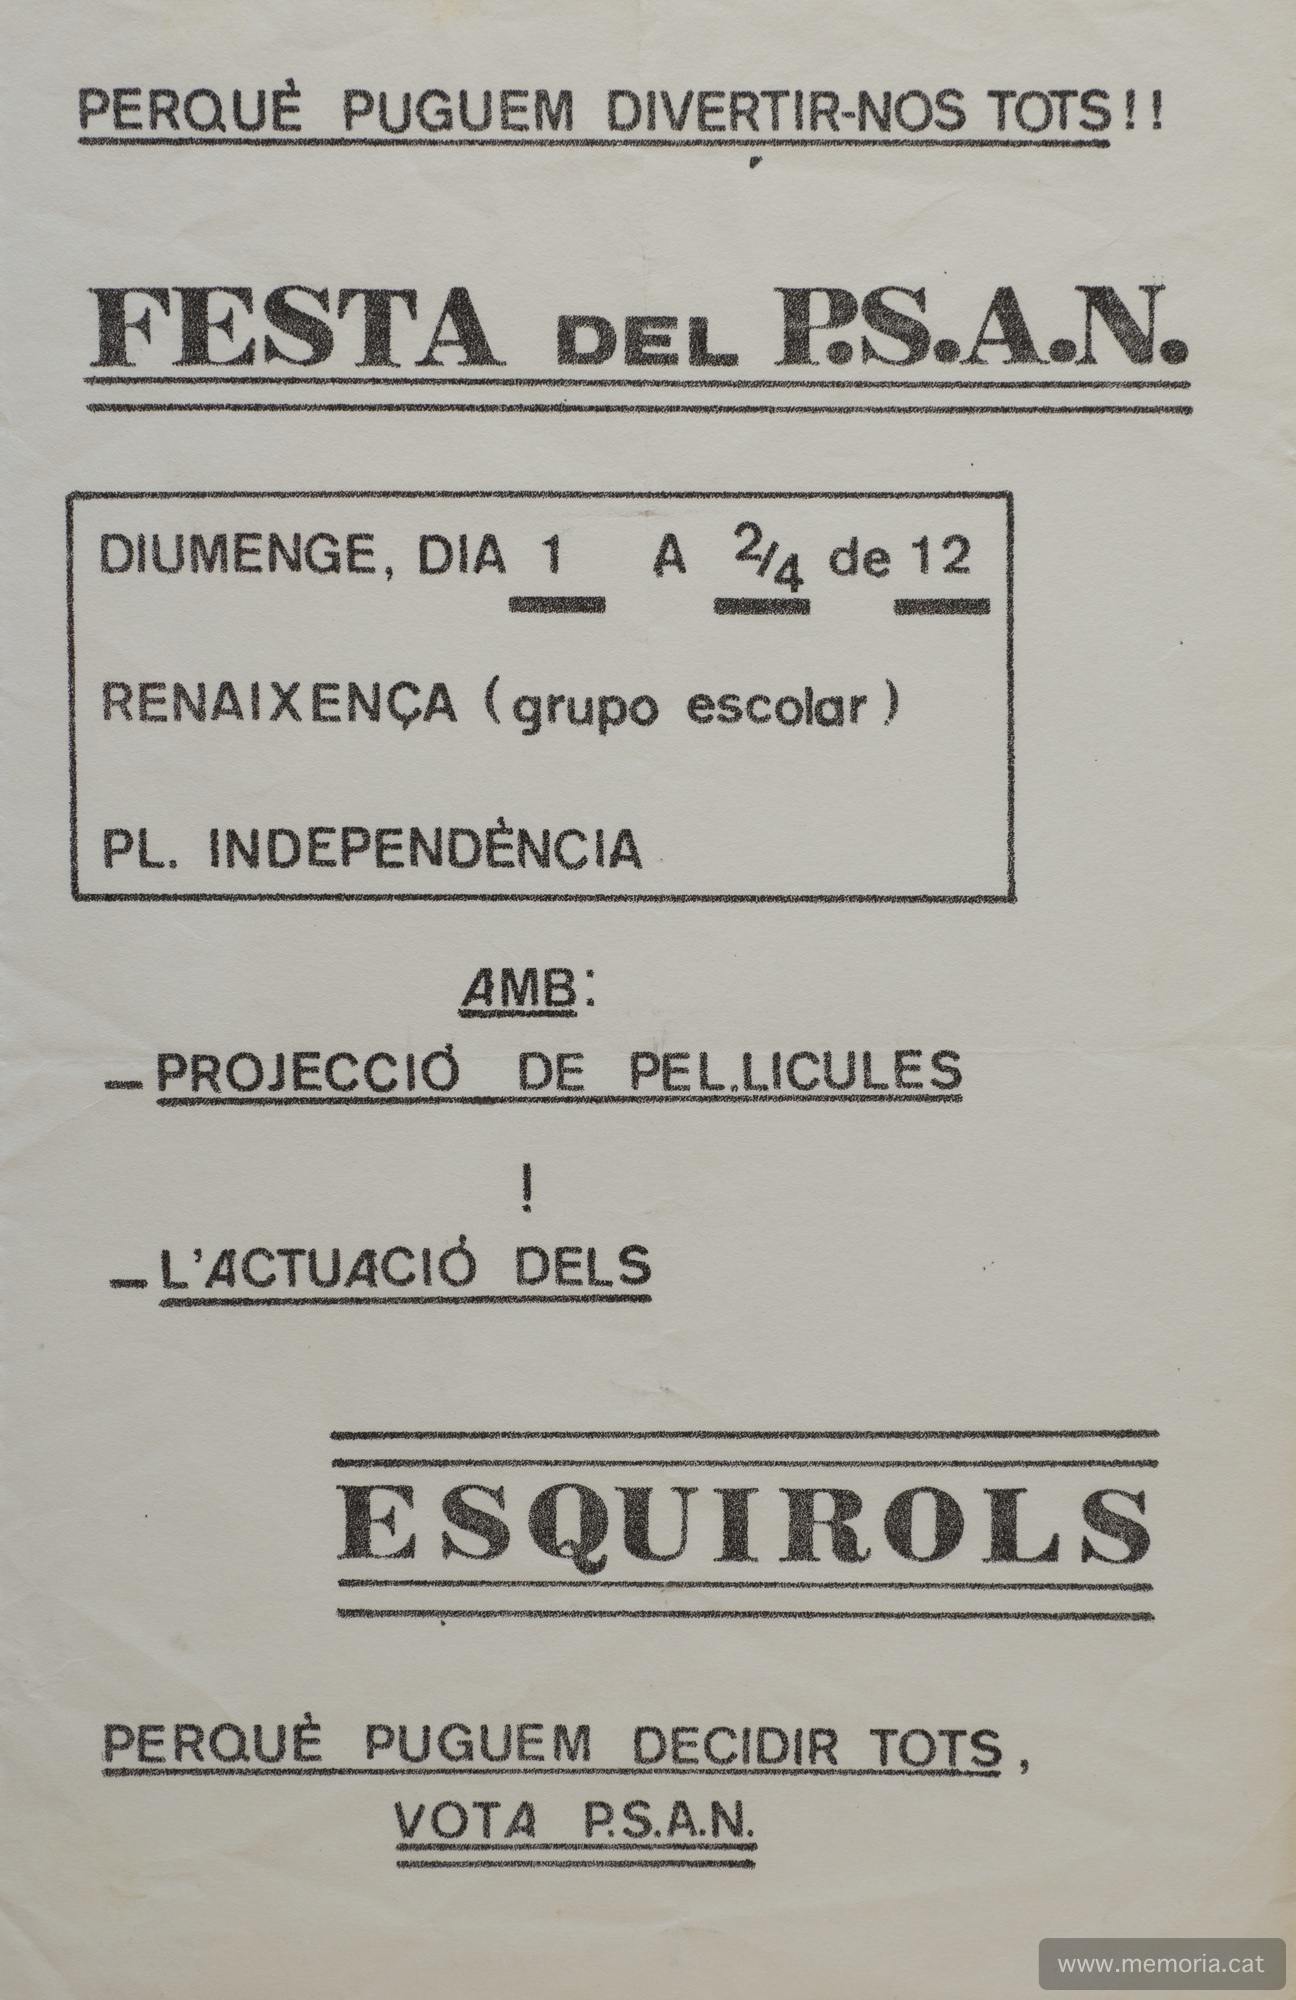 PERQUÈ PUGUEM DIVERTIR-NOS TOTS!!
FESTA DEL P.S.A.N.
DIUMENGE, DIA 1 A 2/4 de 12
RENAIXENÇA (grupo escolar)
PL. INDEPENDÈNCIA
AMB:
-PROJECCIÓ DE PEL.LICULES
!
-L'ACTUACIÓ DELS
ESQUIROLS
PERQUÈ PUGUEM DECIDIR TOTS,
VOTA P.S.A.N.
www.memoria.cat